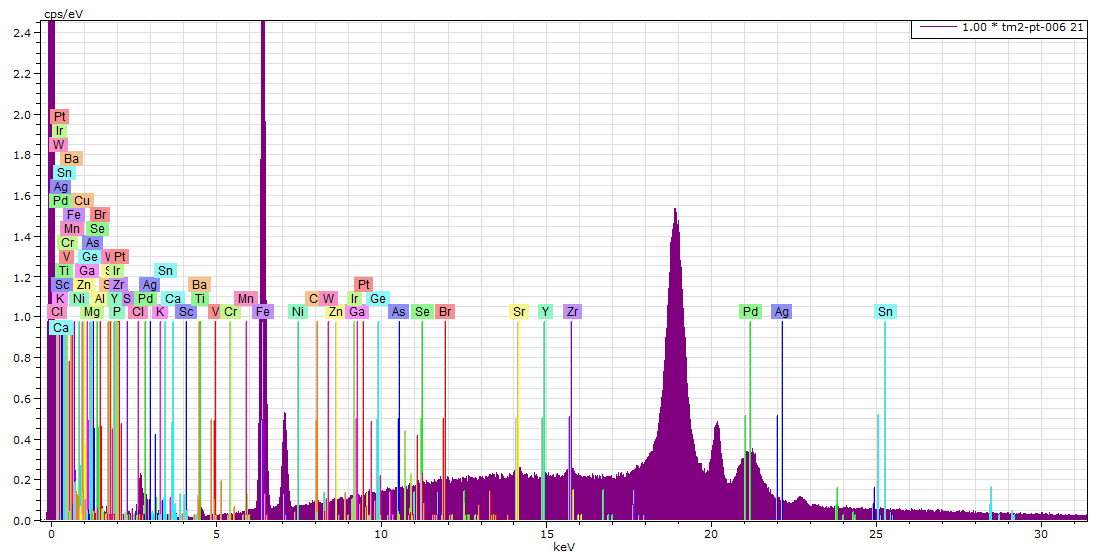 cps/eV
1.00 * tm2-pt-006 21
2.4
2.2
2.0
1.8
1.6
1.4
1.2
1.0
0.8
0.6
0.4
0.2
0.0
Pt
Ir
W
Ba
Sn
Ag
Pd Cu
Fe Br
Mn Se
Cr As
V Ge Pt
Ti Ga Ir Sn
Sc Zn Zr Ag Ba
K Ni Al Y S Pd Ca Ti Mn W Ir Ge Pt
Cl Mg P Cl K Sc V Cr Fe Ni Zn Ga As Se Br Sr Y Zr Pd Ag Sn
Ca
0 5 10 15 20 25 30
keV